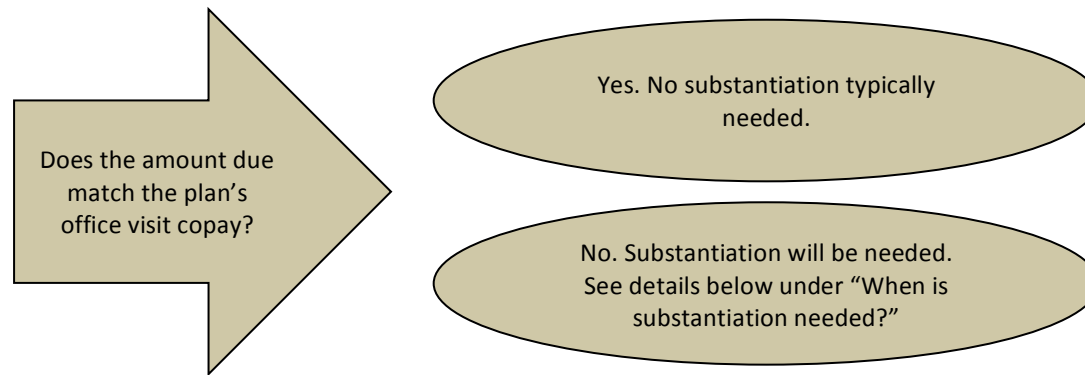 Does the amount due
match the plan’s
office visit copay?
Yes. No substantiation typically
needed.
No. Substantiation will be needed.
See details below under “When is
substantiation needed?”